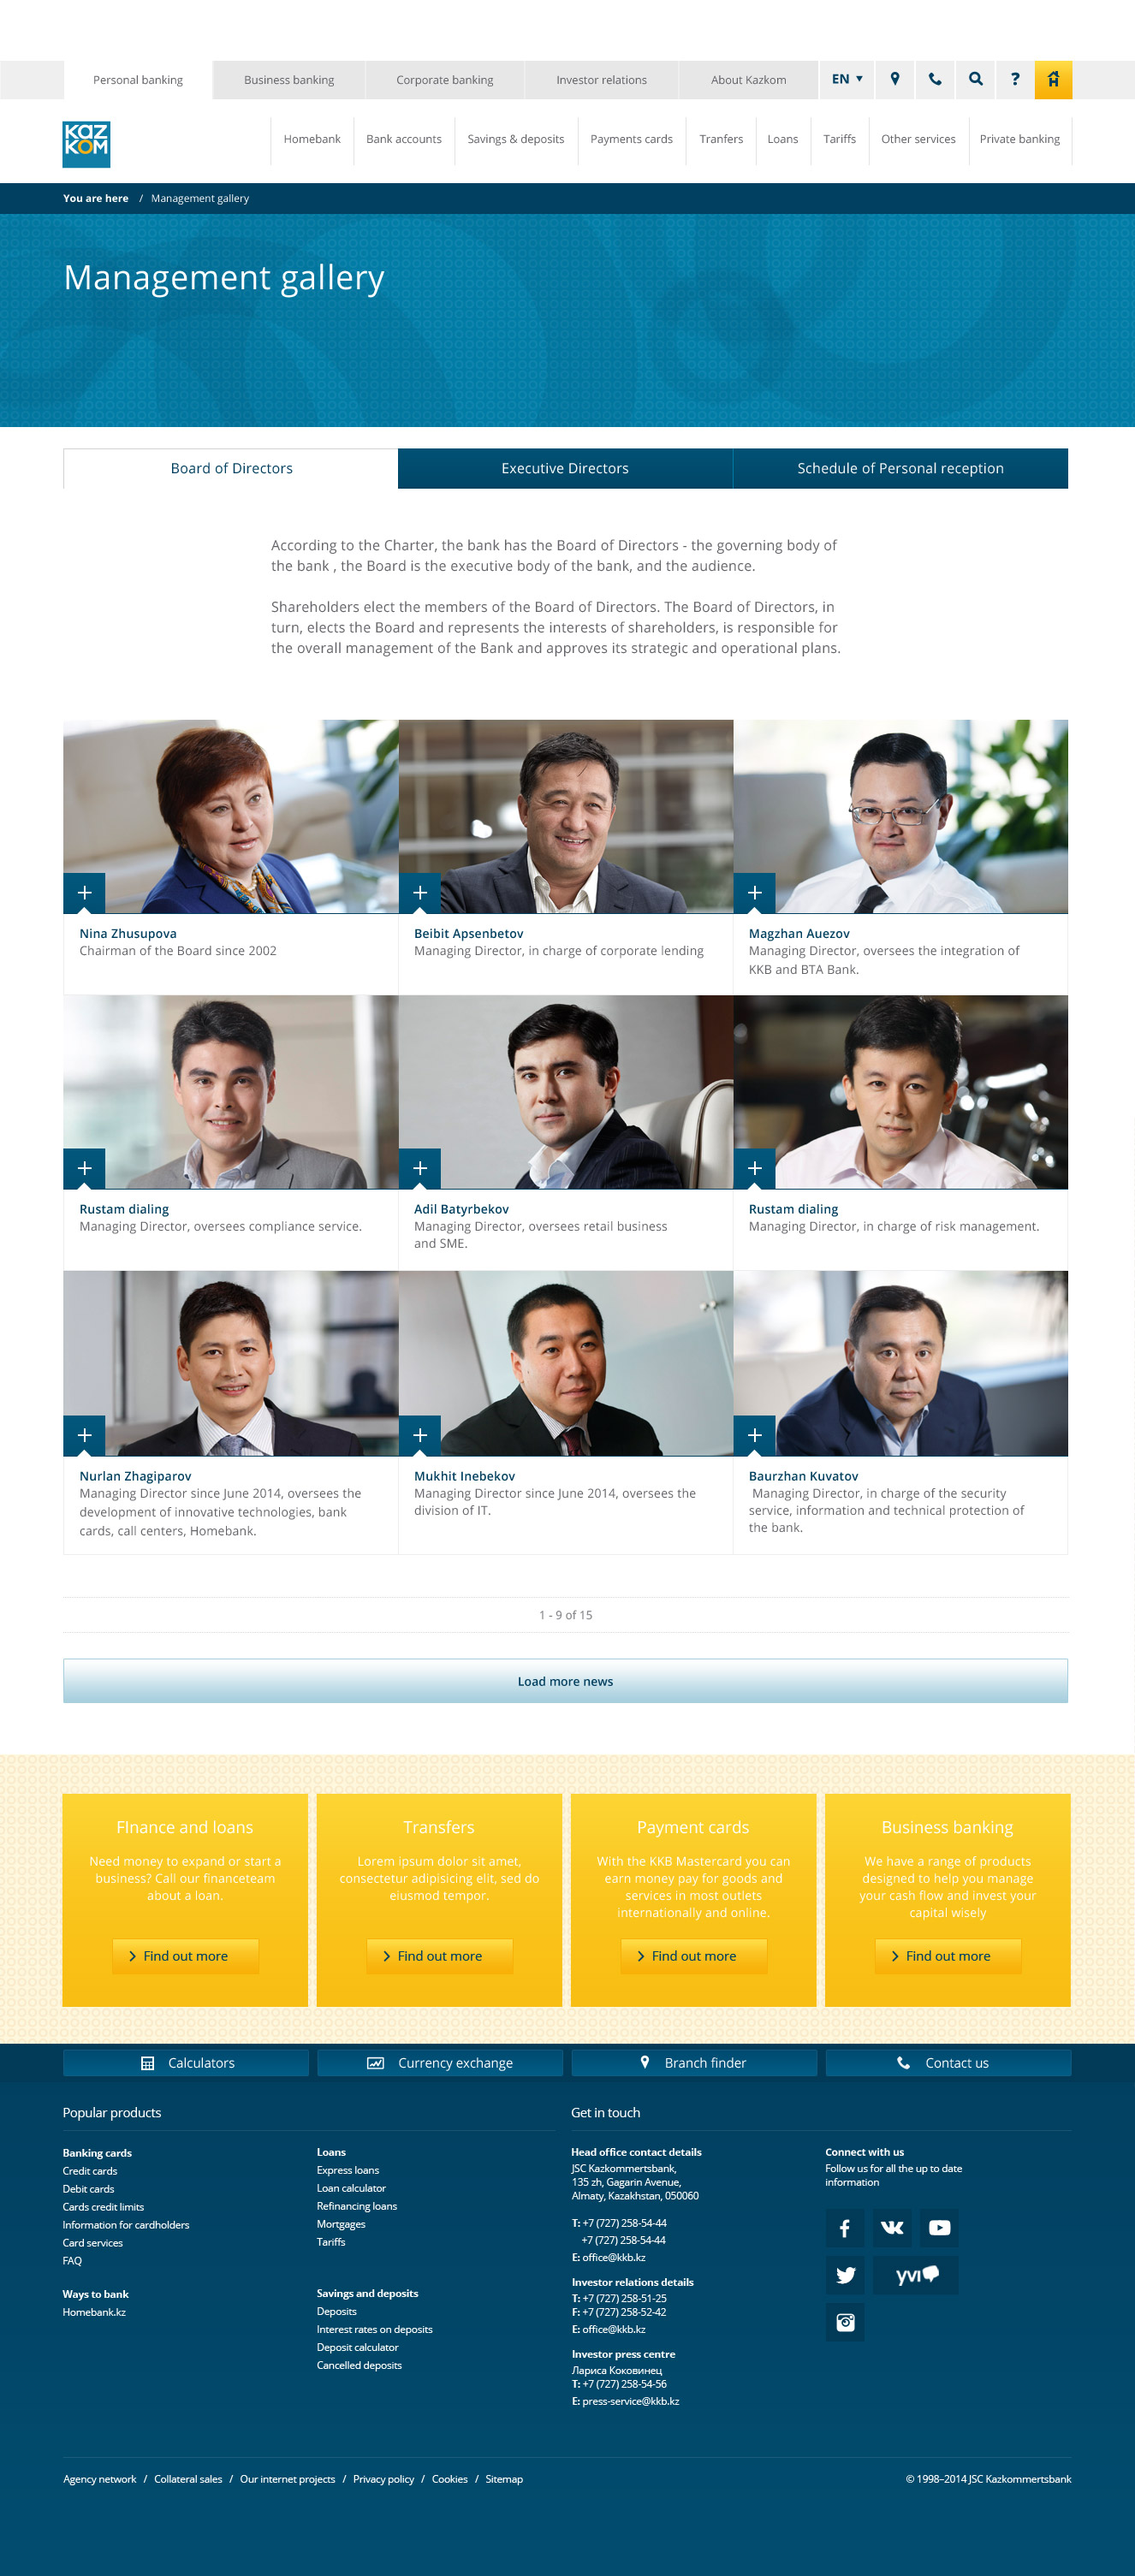 Personal banking
Business banking
Corporate banking
Investor relations
About Kazkom
EN
?
KAZ
KOM
Homebank
Bank accounts
Savings & deposits
Payments cards
Tranfers
Loans
Tariffs
Other services
Private banking
You are here / Management gallery
Management gallery
Board of Directors
Executive Directors
Schedule of Personal reception
According to the Charter, the bank has the Board of Directors - the governing body of
the bank , the Board is the executive body of the bank, and the audience.
Shareholders elect the members of the Board of Directors. The Board of Directors, in
turn, elects the Board and represents the interests of shareholders, is responsible for
the overall management of the Bank and approves its strategic and operational plans.
Nina Zhusupova
Chairman of the Board since 2002
Beibit Apsenbetov
Managing Director, in charge of corporate lending
Magzhan Auezov
Managing Director, oversees the integration of
KKB and BTA Bank.
Rustam dialing
Managing Director, oversees compliance service.
Adil Batyrbekov
Managing Director, oversees retail business
and SME.
Rustam dialing
Managing Director, in charge of risk management.
Nurlan Zhagiparov
Managing Director since June 2014, oversees the
development of innovative technologies, bank
cards, call centers, Homebank.
Mukhit Inebekov
Managing Director since June 2014, oversees the
division of IT.
Baurzhan Kuvatov
Managing Director, in charge of the security
service, information and technical protection of
the bank.
1 - 9 of 15
Load more news
FInance and loans
Need money to expand or start a
business? Call our financeteam
about a loan.
Find out more
Transfers
Lorem ipsum dolor sit amet,
consectetur adipisicing elit, sed do
eiusmod tempor.
Find out more
Payment cards
With the KKB Mastercard you can
earn money pay for goods and
services in most outlets
internationally and online.
Find out more
Business banking
We have a range of products
designed to help you manage
your cash flow and invest your
capital wisely
Find out more
Calculators
Currency exchange
Branch finder
Contact us
Popular products
Banking cards
Credit cards
Debit cards
Cards credit limits
Information for cardholders
Card services
FAQ
Ways to bank
Homebank.kz
Loans
Express loans
Loan calculator
Refinancing loans
Mortgages
Tariffs
Savings and deposits
Deposits
Interest rates on deposits
Deposit calculator
Cancelled deposits
Get in touch
Head office contact details
JSC Kazkommertsbank,
135 zh, Gagarin Avenue,
Almaty, Kazakhstan, 050060
T: +7 (727) 258-54-44
+7 (727) 258-54-44
E: office@kkb.kz
Investor relations details
T: +7 (727) 258-51-25
F: +7 (727) 258-52-42
E: office@kkb.kz
Investor press centre
Лариса Коковинец
T: +7 (727) 258-54-56
E: press-service@kkb.kz
Connect with us
Follow us for all the up to date
information
yvi
Agency network / Collateral sales / Our internet projects / Privacy policy / Cookies / Sitemap
© 1998-2014 JSC Kazkommertsbank